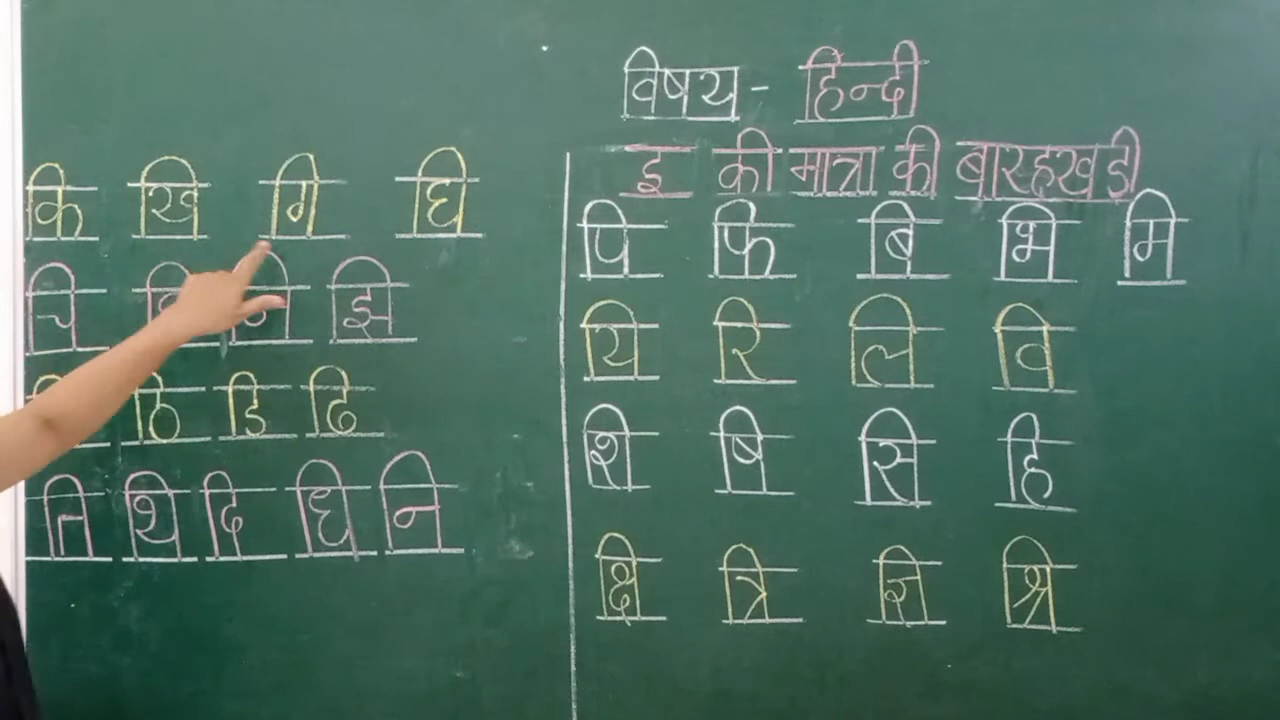 विषय - हिन्दी
इ की मात्रा की बारहखडी
कि खि गि घि
चि झि
ठि डि ढि
ति थि दि धि नि
पि फि बि भि मि
यि रि लि वि
शि षि सि हि
क्षि त्रि ज्ञि श्रि